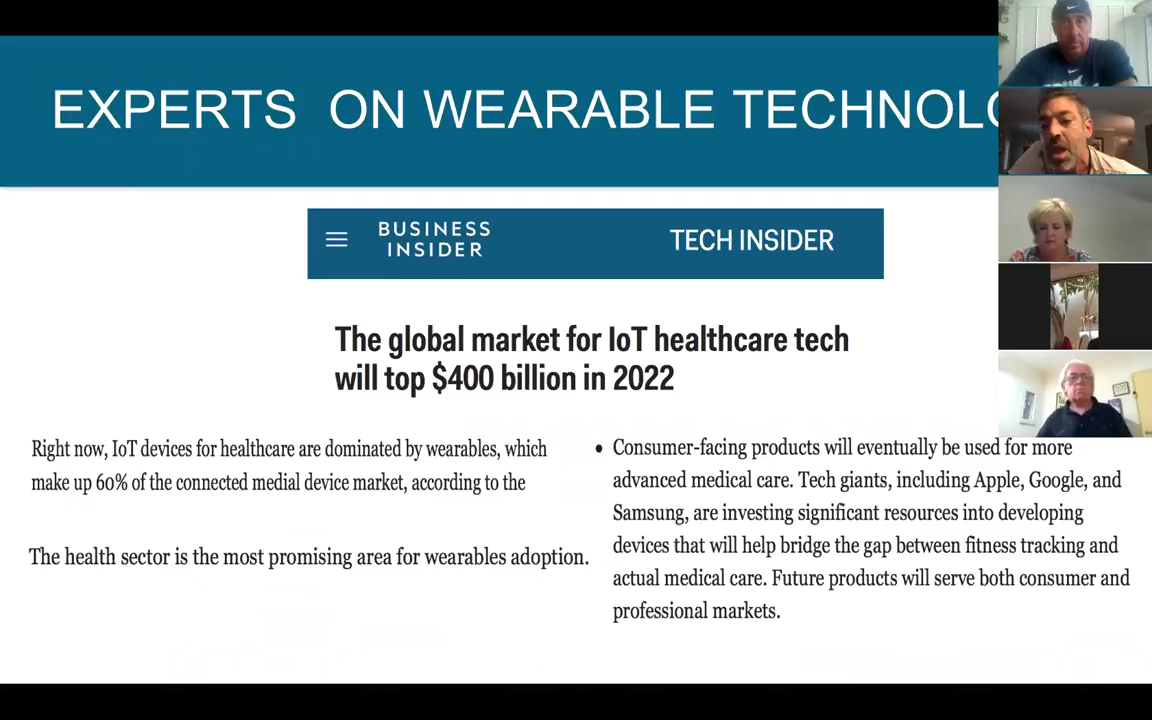 EXPERTS ON WEARABLE TECHNOLO
BUSINESS
INSIDER
TECH INSIDER
The global market for IoT healthcare tech
will top $400 billion in 2022
Right now, IoT devices for healthcare are dominated by wearables, which
make up 60% of the connected medial device market, according to the
The health sector is the most promising area for wearables adoption.
• Consumer-facing products will eventually be used for more
advanced medical care. Tech giants, including Apple, Google, and
Samsung, are investing significant resources into developing
devices that will help bridge the gap between fitness tracking and
actual medical care. Future products will serve both consumer and
professional markets.